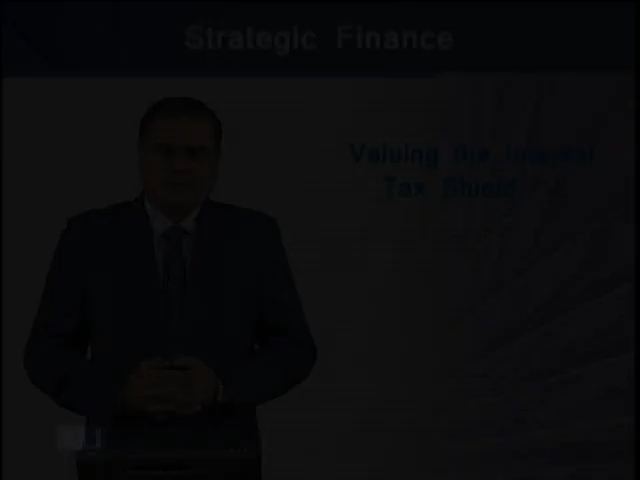 Strategic Finance
Valuing the Interest
Tax Shield